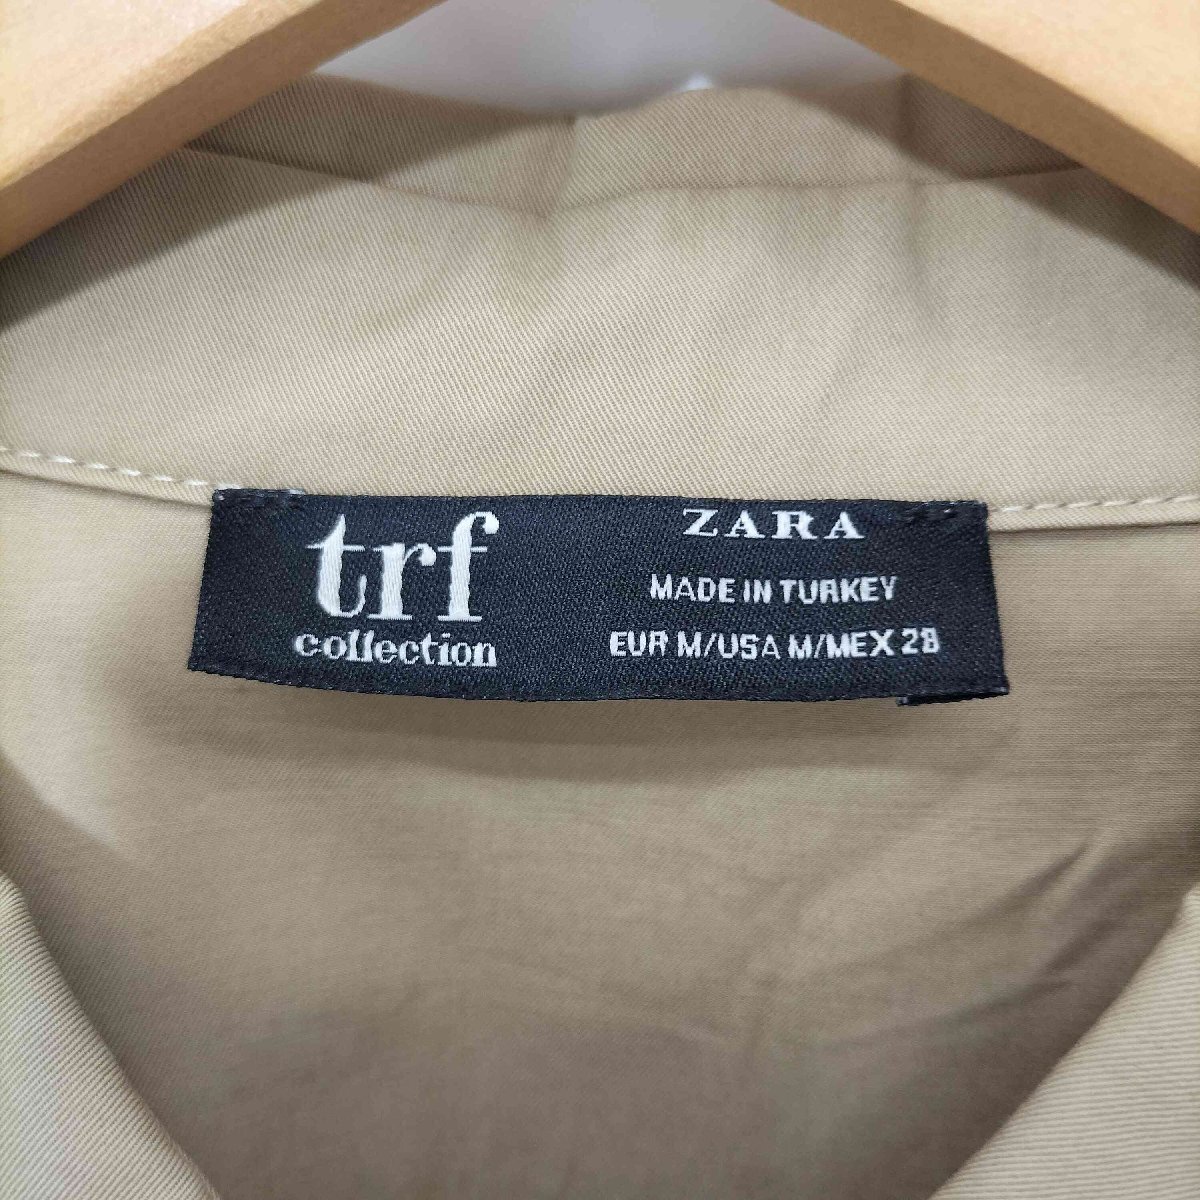 trf
collection
ZARA
MADE IN TURKEY
EUR M/USA M/MEX 28